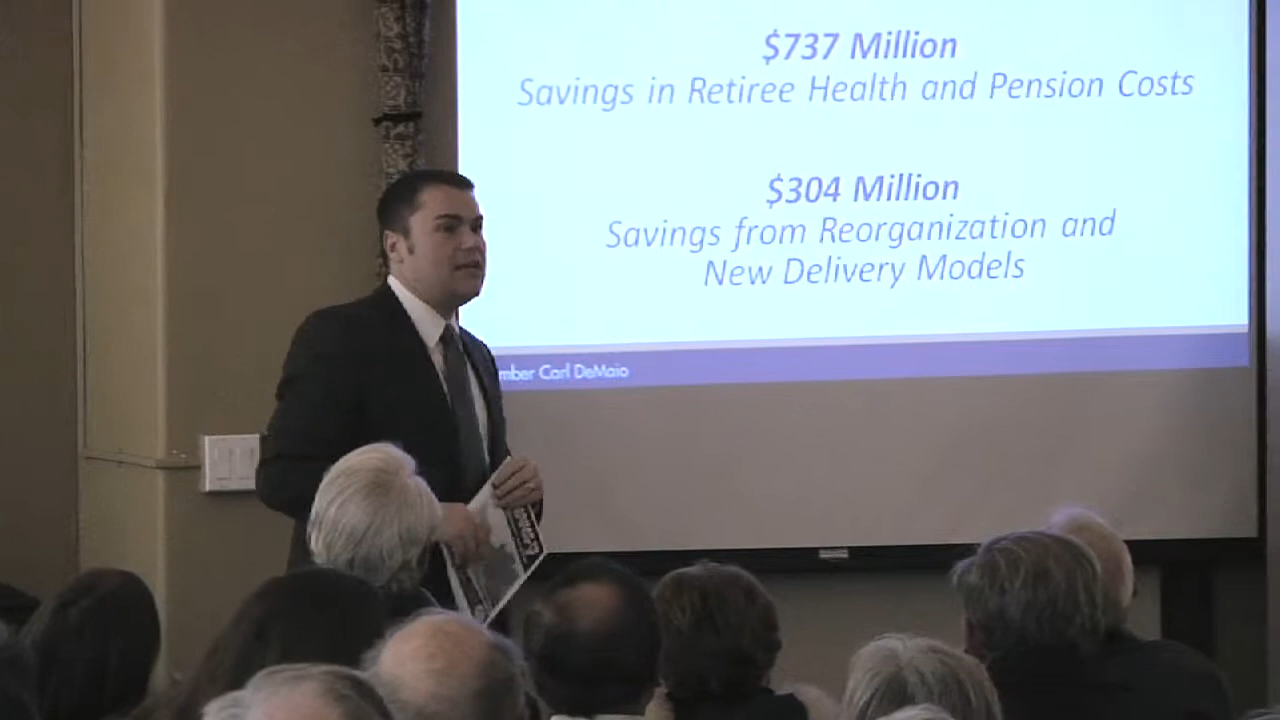 $737 Million
Savings in Retiree Health and Pension Costs
$304 Million
Savings from Reorganization and
New Delivery Models
mber Carl DeMaio